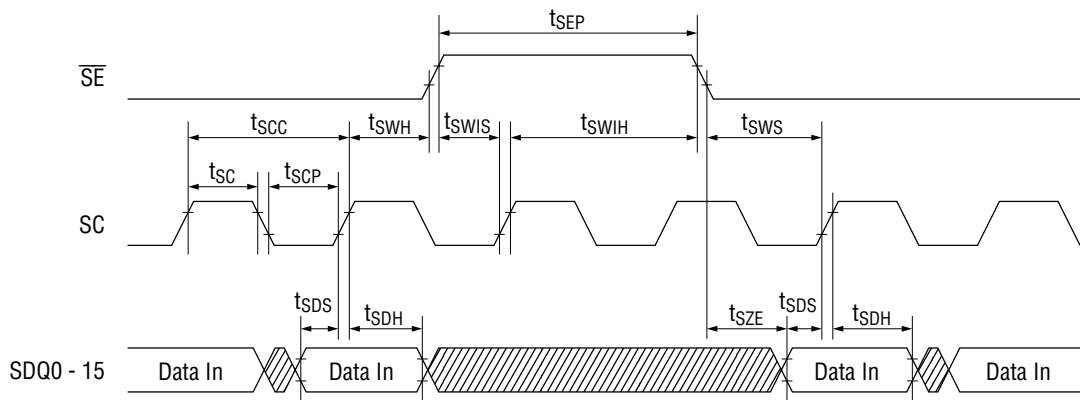 tSEP
SE
tSCC tSWH tSWIS tSWIH tSWS
tSC tSCP
SC
tSDS tSDH tSZE tSDS tSDH
SDQ0 - 15 Data In Data In Data In Data In